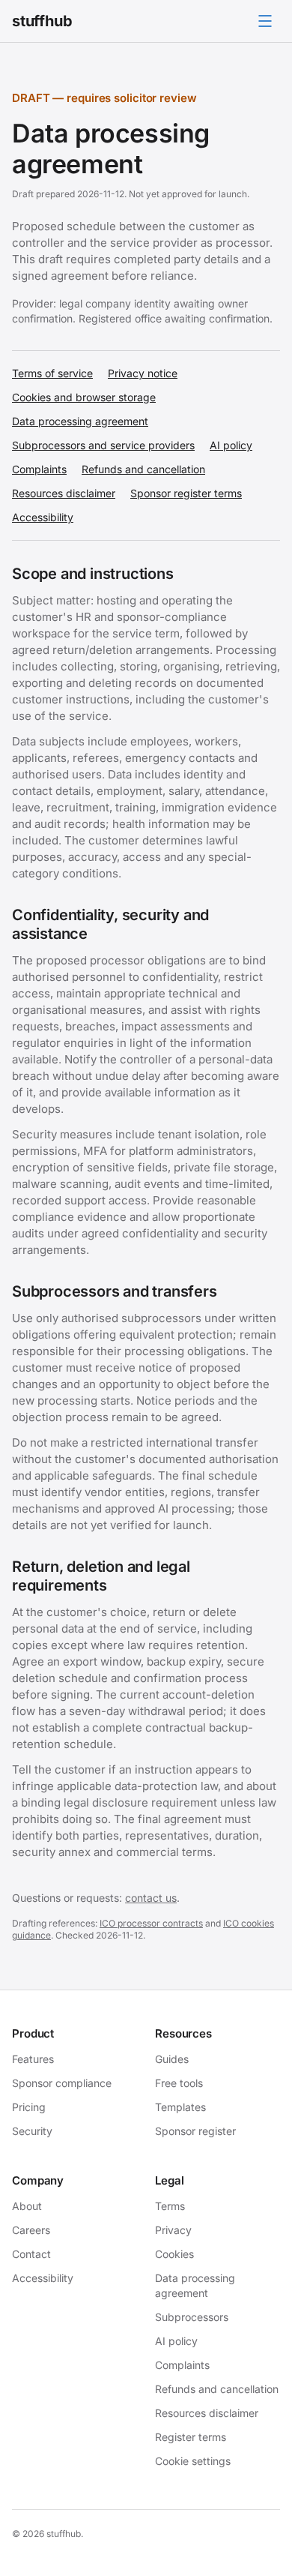 stuffhub
DRAFT — requires solicitor review
Data processing
agreement
Draft prepared 2026-11-12. Not yet approved for launch.
Proposed schedule between the customer as
controller and the service provider as processor.
This draft requires completed party details and a
signed agreement before reliance.
Provider: legal company identity awaiting owner
confirmation. Registered office awaiting confirmation.
Terms of service Privacy notice
Cookies and browser storage
Data processing agreement
Subprocessors and service providers AI policy
Complaints Refunds and cancellation
Resources disclaimer Sponsor register terms
Accessibility
Scope and instructions
Subject matter: hosting and operating the
customer's HR and sponsor-compliance
workspace for the service term, followed by
agreed return/deletion arrangements. Processing
includes collecting, storing, organising, retrieving,
exporting and deleting records on documented
customer instructions, including the customer's
use of the service.
Data subjects include employees, workers,
applicants, referees, emergency contacts and
authorised users. Data includes identity and
contact details, employment, salary, attendance,
leave, recruitment, training, immigration evidence
and audit records; health information may be
included. The customer determines lawful
purposes, accuracy, access and any special-
category conditions.
Confidentiality, security and
assistance
The proposed processor obligations are to bind
authorised personnel to confidentiality, restrict
access, maintain appropriate technical and
organisational measures, and assist with rights
requests, breaches, impact assessments and
regulator enquiries in light of the information
available. Notify the controller of a personal-data
breach without undue delay after becoming aware
of it, and provide available information as it
develops.
Security measures include tenant isolation, role
permissions, MFA for platform administrators,
encryption of sensitive fields, private file storage,
malware scanning, audit events and time-limited,
recorded support access. Provide reasonable
compliance evidence and allow proportionate
audits under agreed confidentiality and security
arrangements.
Subprocessors and transfers
Use only authorised subprocessors under written
obligations offering equivalent protection; remain
responsible for their processing obligations. The
customer must receive notice of proposed
changes and an opportunity to object before the
new processing starts. Notice periods and the
objection process remain to be agreed.
Do not make a restricted international transfer
without the customer's documented authorisation
and applicable safeguards. The final schedule
must identify vendor entities, regions, transfer
mechanisms and approved AI processing; those
details are not yet verified for launch.
Return, deletion and legal
requirements
At the customer's choice, return or delete
personal data at the end of service, including
copies except where law requires retention.
Agree an export window, backup expiry, secure
deletion schedule and confirmation process
before signing. The current account-deletion
flow has a seven-day withdrawal period; it does
not establish a complete contractual backup-
retention schedule.
Tell the customer if an instruction appears to
infringe applicable data-protection law, and about
a binding legal disclosure requirement unless law
prohibits doing so. The final agreement must
identify both parties, representatives, duration,
security annex and commercial terms.
Questions or requests: contact us.
Drafting references: ICO processor contracts and ICO cookies
guidance. Checked 2026-11-12.
Product
Features
Sponsor compliance
Pricing
Security
Resources
Guides
Free tools
Templates
Sponsor register
Company
About
Careers
Contact
Accessibility
Legal
Terms
Privacy
Cookies
Data processing
agreement
Subprocessors
AI policy
Complaints
Refunds and cancellation
Resources disclaimer
Register terms
Cookie settings
© 2026 stuffhub.